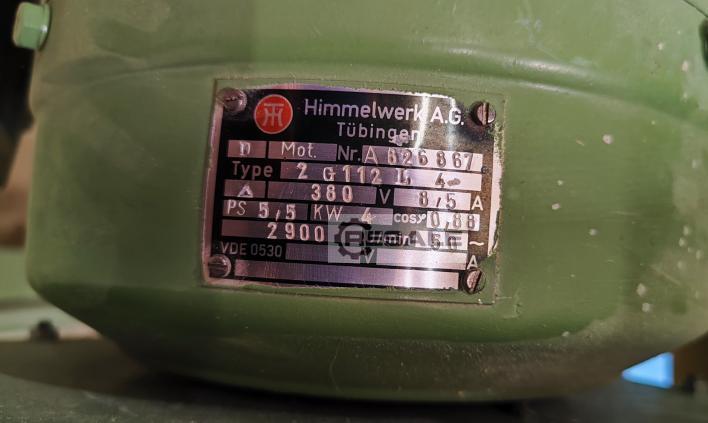 Himmelwerk A.G.
Tübingen
D Mot. Nr. A 626867
Type 2 G112 L 4-
Δ 380 V 8,5 A
PS 5,5 KW 4 cosφ 0,88
2900 U/min 50 ~
VDE 0530 V A